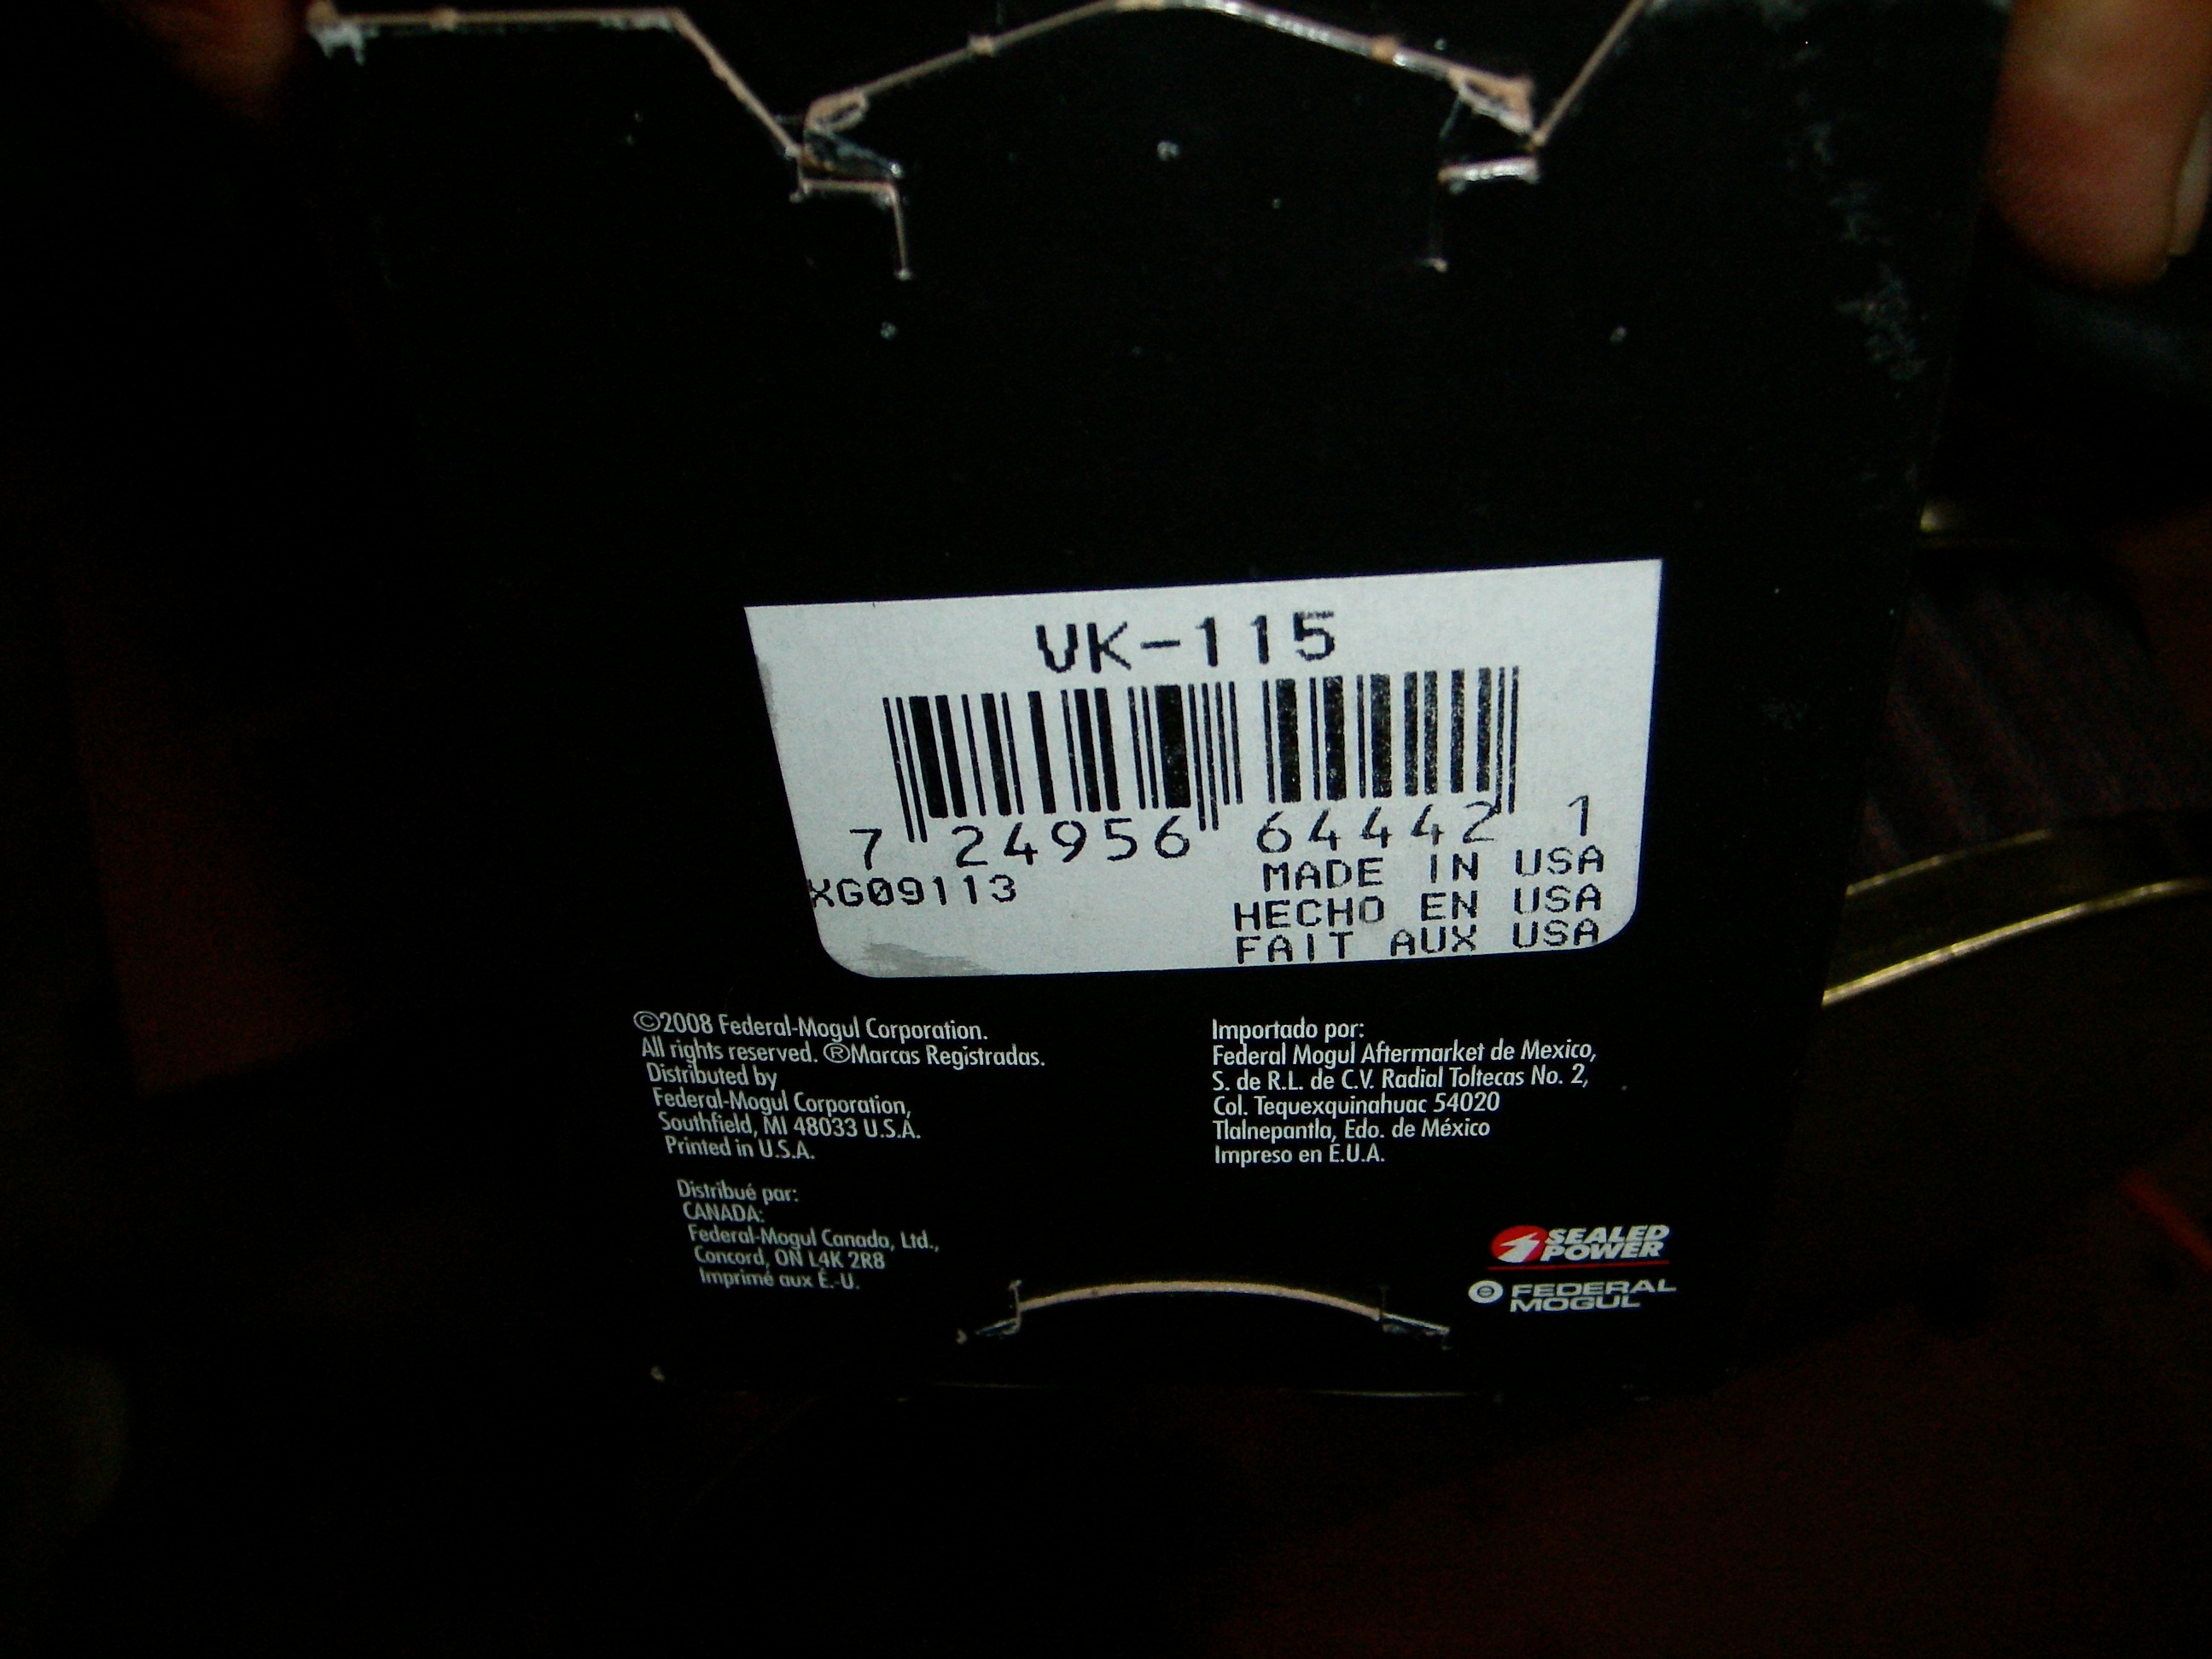 VK-115
7 24956 64442 1
XG09113
MADE IN USA
HECHO EN USA
FAIT AUX USA
©2008 Federal-Mogul Corporation.
All rights reserved. ®Marcas Registradas.
Distributed by
Federal-Mogul Corporation,
Southfield, MI 48033 U.S.A.
Printed in U.S.A.
Distribué par:
CANADA:
Federal-Mogul Canada, Ltd.,
Concord, ON L4K 2R8
Imprimé aux É.-U.
Importado por:
Federal Mogul Aftermarket de Mexico,
S. de R.L. de C.V. Radial Toltecas No. 2,
Col. Tequexquinahuac 54020
Tlalnepantla, Edo. de México
Impreso en E.U.A.
SEALED
POWER
FEDERAL
MOGUL